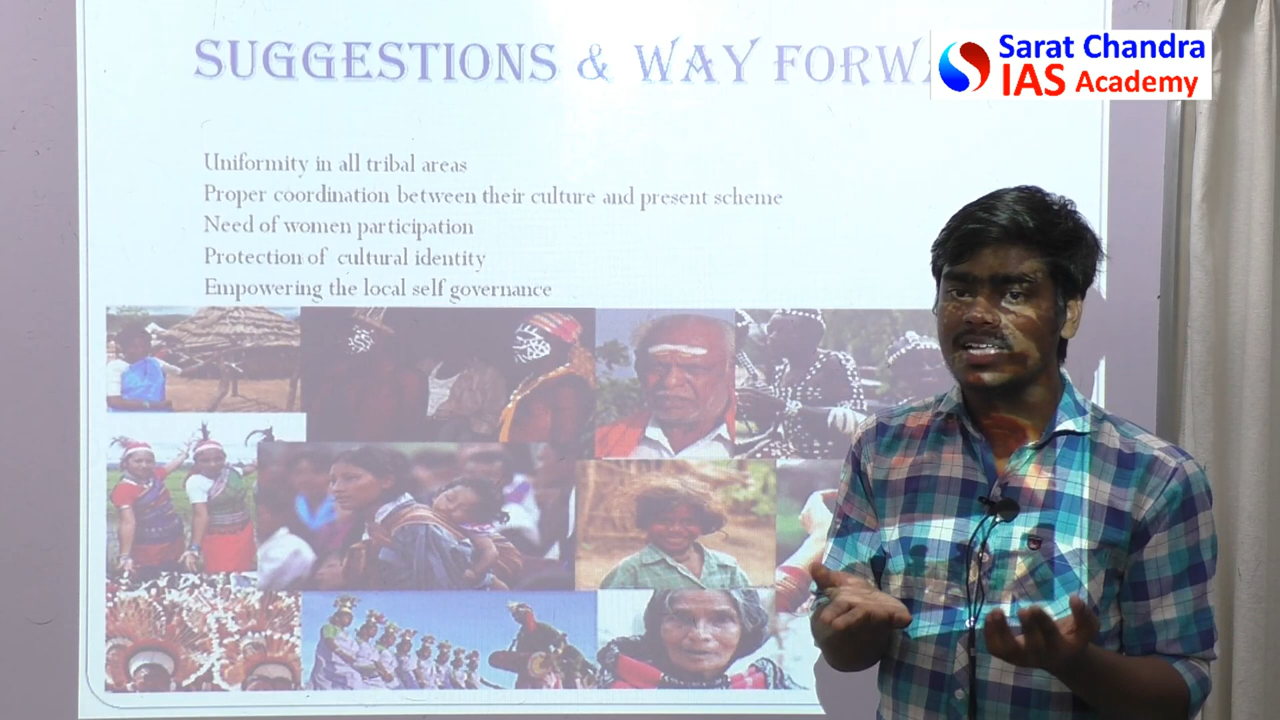 SUGGESTIONS & WAY FORWA
Sarat Chandra
IAS Academy
Uniformity in all tribal areas
Proper coordination between their culture and present scheme
Need of women participation
Protection of cultural identity
Empowering the local self governance